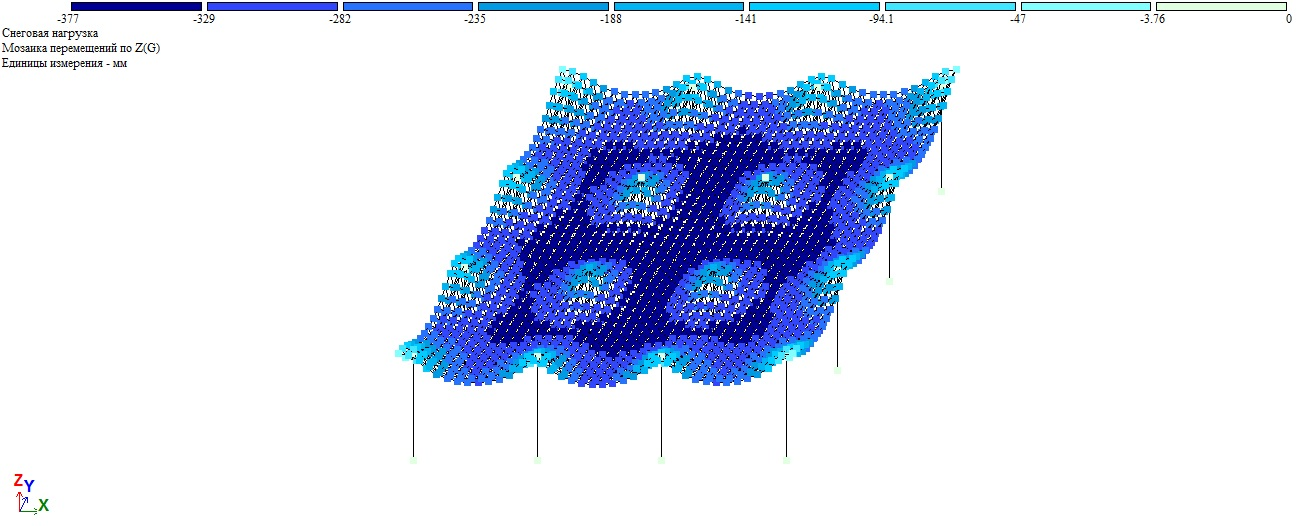 -377 -329 -282 -235 -188 -141 -94.1 -47 -3.76 0
Снеговая нагрузка
Мозаика перемещений по Z(G)
Единицы измерения - мм
Z
Y
X